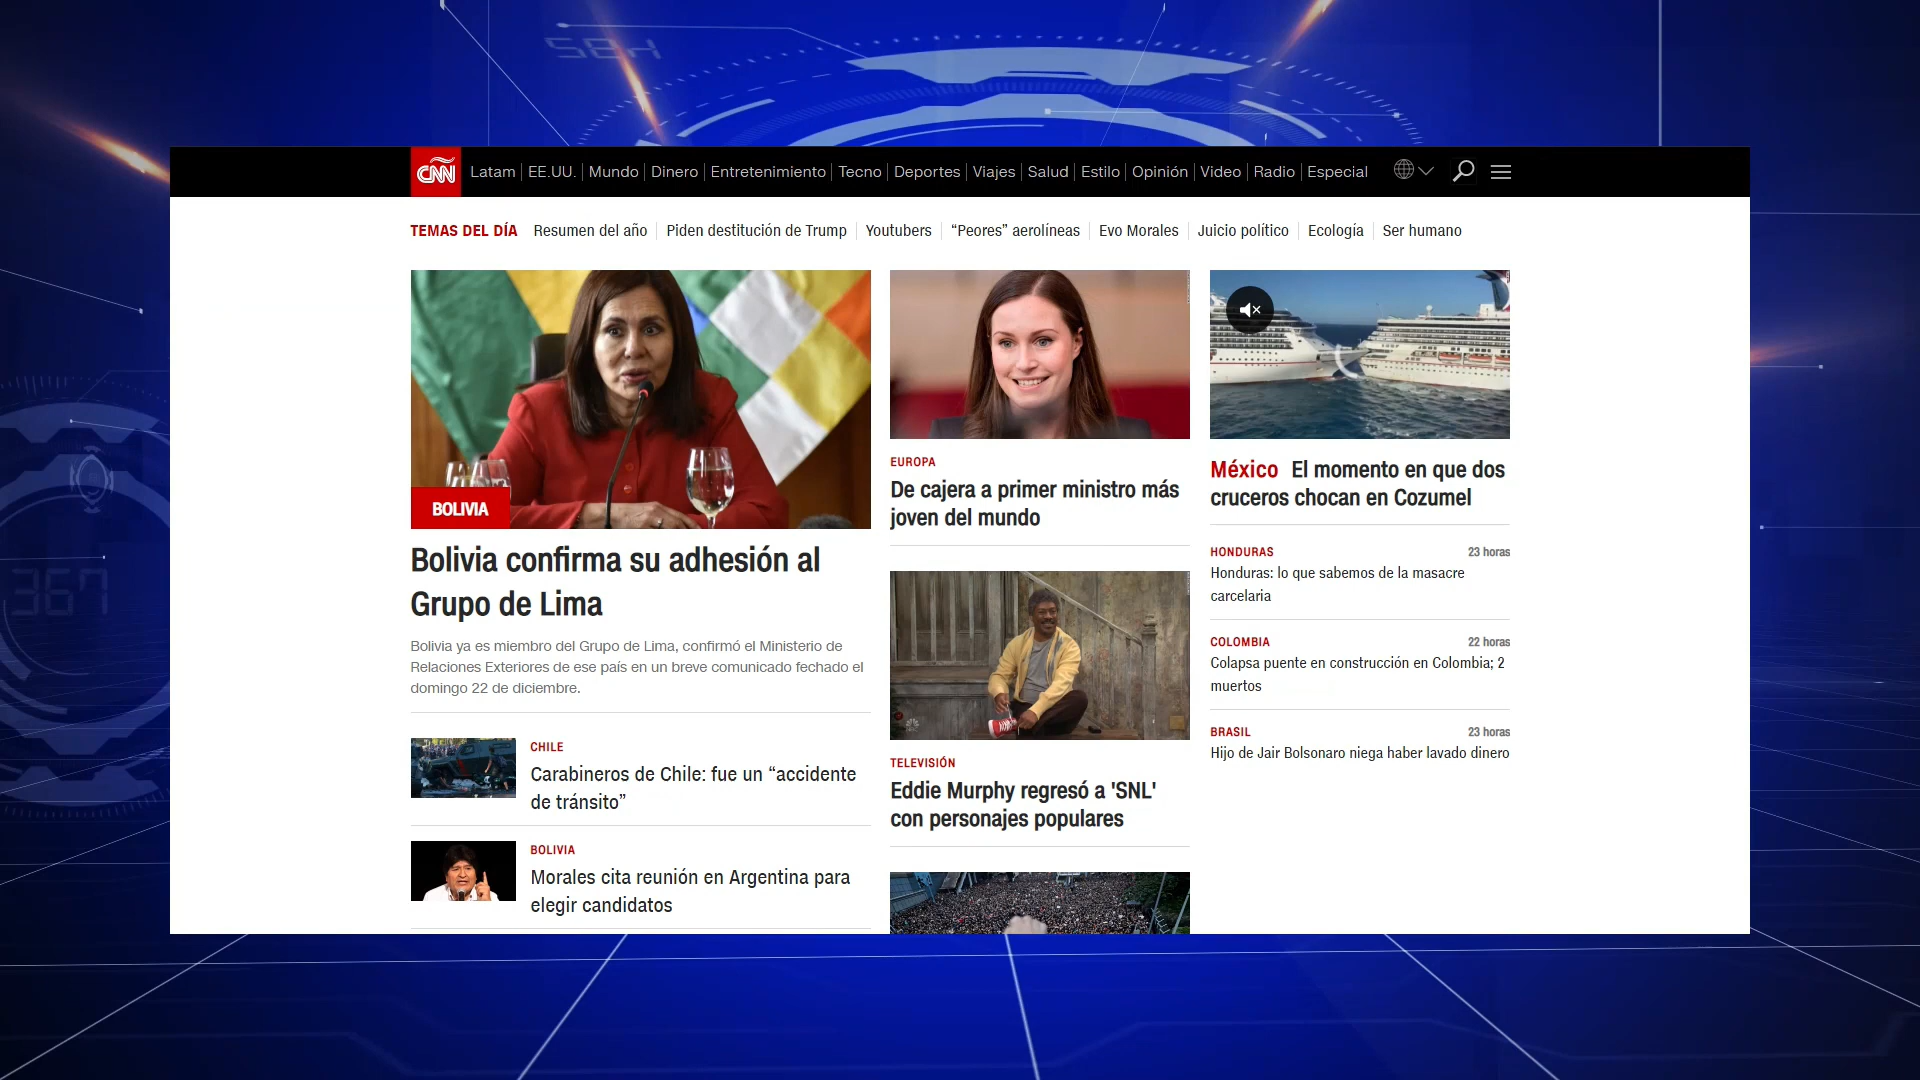 CNN
Latam EE.UU. Mundo Dinero Entretenimiento Tecno Deportes Viajes Salud Estilo Opinión Video Radio Especial
TEMAS DEL DÍA Resumen del año Piden destitución de Trump Youtubers “Peores” aerolíneas Evo Morales Juicio político Ecología Ser humano
BOLIVIA
Bolivia confirma su adhesión al
Grupo de Lima
Bolivia ya es miembro del Grupo de Lima, confirmó el Ministerio de
Relaciones Exteriores de ese país en un breve comunicado fechado el
domingo 22 de diciembre.
CHILE
Carabineros de Chile: fue un “accidente
de tránsito”
BOLIVIA
Morales cita reunión en Argentina para
elegir candidatos
EUROPA
De cajera a primer ministro más
joven del mundo
TELEVISIÓN
Eddie Murphy regresó a 'SNL'
con personajes populares
México El momento en que dos
cruceros chocan en Cozumel
HONDURAS 23 horas
Honduras: lo que sabemos de la masacre
carcelaria
COLOMBIA 22 horas
Colapsa puente en construcción en Colombia; 2
muertos
BRASIL 23 horas
Hijo de Jair Bolsonaro niega haber lavado dinero
367